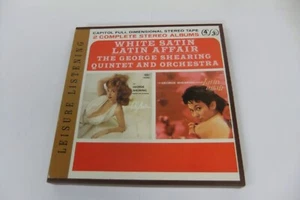 CAPITOL FULL DIMENSIONAL STEREO TAPE
2 COMPLETE STEREO ALBUMS
WHITE SATIN
LATIN AFFAIR
THE GEORGE SHEARING
QUINTET AND ORCHESTRA
LEISURE LISTENING